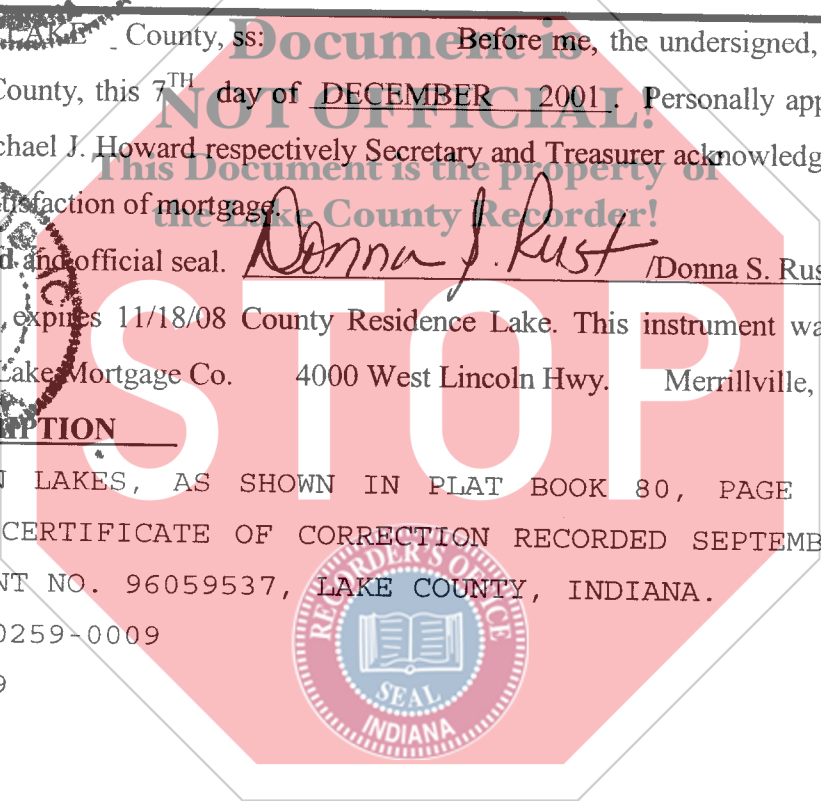 LAKE County, ss: Before me, the undersigned,
Document is
County, this 7TH day of DECEMBER 2001. Personally app
NOT OFFICIAL!
chael J. Howard respectively Secretary and Treasurer acknowledg
This Document is the property of
tisfaction of mortgage.
the Lake County Recorder!
d and official seal. Donna S. Rust /Donna S. Rus
expires 11/18/08 County Residence Lake. This instrument wa
Lake Mortgage Co. 4000 West Lincoln Hwy. Merrillville,
IPTION
STOP
N LAKES, AS SHOWN IN PLAT BOOK 80, PAGE
CERTIFICATE OF CORRECTION RECORDED SEPTEMB
NT NO. 96059537, LAKE COUNTY, INDIANA.
0259-0009
9
RECORDER'S OFFICE
SEAL
INDIANA